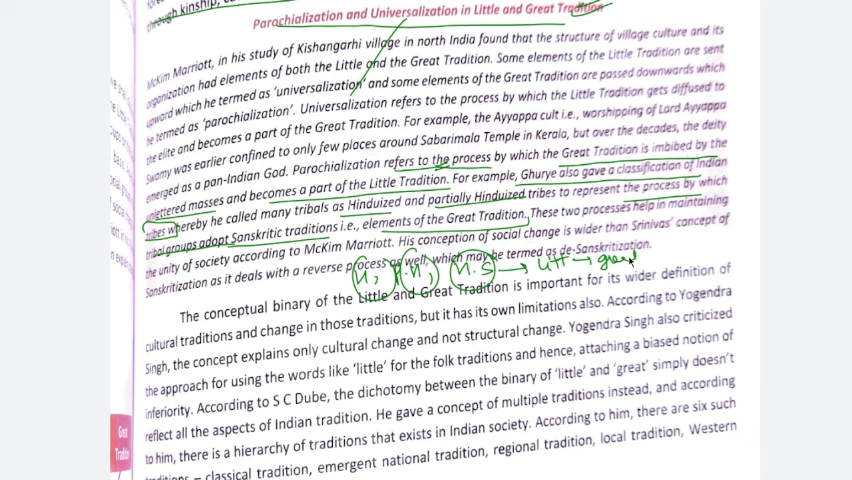 through kinship,
Parochialization and Universalization in Little and Great Tradition
McKim Marriott, in his study of Kishangarhi village in north India found that the structure of village culture and its
organization had elements of both the Little and the Great Tradition. Some elements of the Little Tradition are sent
upward which he termed as 'universalization' and some elements of the Great Tradition are passed downwards which
he termed as 'parochialization'. Universalization refers to the process by which the Little Tradition gets diffused to
the elite and becomes a part of the Great Tradition. For example, the Ayyappa cult i.e., worshipping of Lord Ayyappa
Swamy was earlier confined to only few places around Sabarimala Temple in Kerala, but over the decades, the deity
emerged as a pan-Indian God. Parochialization refers to the process by which the Great Tradition is imbibed by the
unlettered masses and becomes a part of the Little Tradition. For example, Ghurye also gave a classification of Indian
tribes whereby he called many tribals as Hinduized and partially Hinduized tribes to represent the process by which
tribal groups adopt Sanskritic traditions i.e., elements of the Great Tradition. These two processes help in maintaining
the unity of society according to McKim Marriott. His conception of social change is wider than Srinivas' concept of
Sanskritization as it deals with a reverse process as well, which may be termed as de-Sanskritization.
The conceptual binary of the Little and Great Tradition is important for its wider definition of
cultural traditions and change in those traditions, but it has its own limitations also. According to Yogendra
Singh, the concept explains only cultural change and not structural change. Yogendra Singh also criticized
the approach for using the words like 'little' for the folk traditions and hence, attaching a biased notion of
inferiority. According to S C Dube, the dichotomy between the binary of 'little' and 'great' simply doesn't
reflect all the aspects of Indian tradition. He gave a concept of multiple traditions instead, and according
to him, there is a hierarchy of traditions that exists in Indian society. According to him, there are six such
traditions – classical tradition, emergent national tradition, regional tradition, local tradition, Western
Great
Tradition